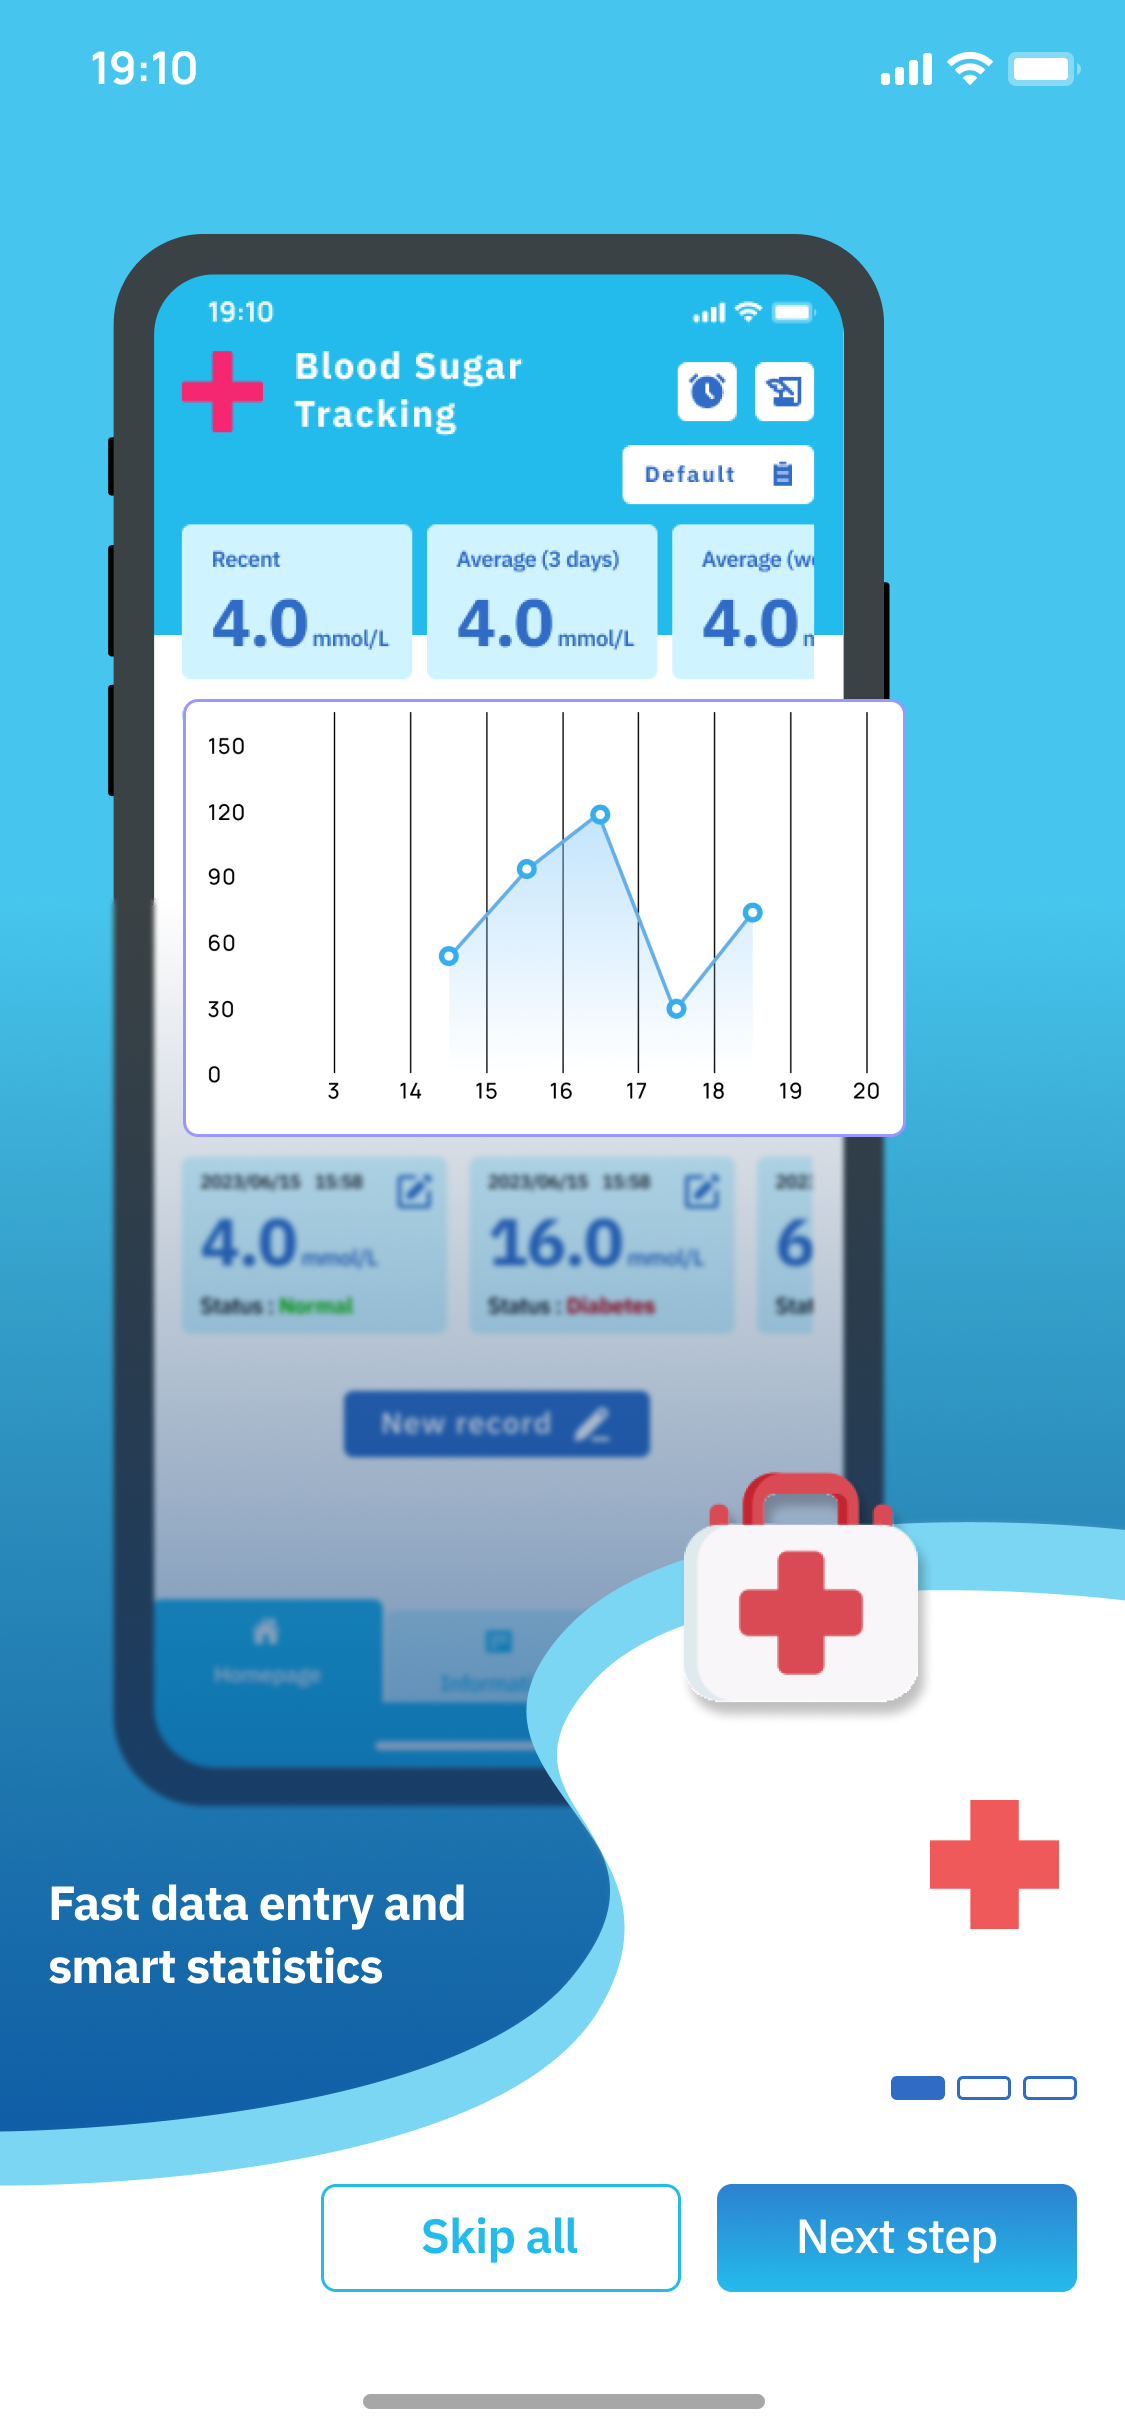 19:10
19:10
Blood Sugar
Tracking
Default
Recent
4.0 mmol/L
Average (3 days)
4.0 mmol/L
Average (we
4.0
150
120
90
60
30
0
3 14 15 16 17 18 19 20
2023/06/15 15:58
4.0 mmol/L
Status : Normal
2023/06/15 15:58
16.0 mmol/L
Status : Diabetes
202
6
Stat
New record
Homepage
Informat
Fast data entry and
smart statistics
Skip all
Next step